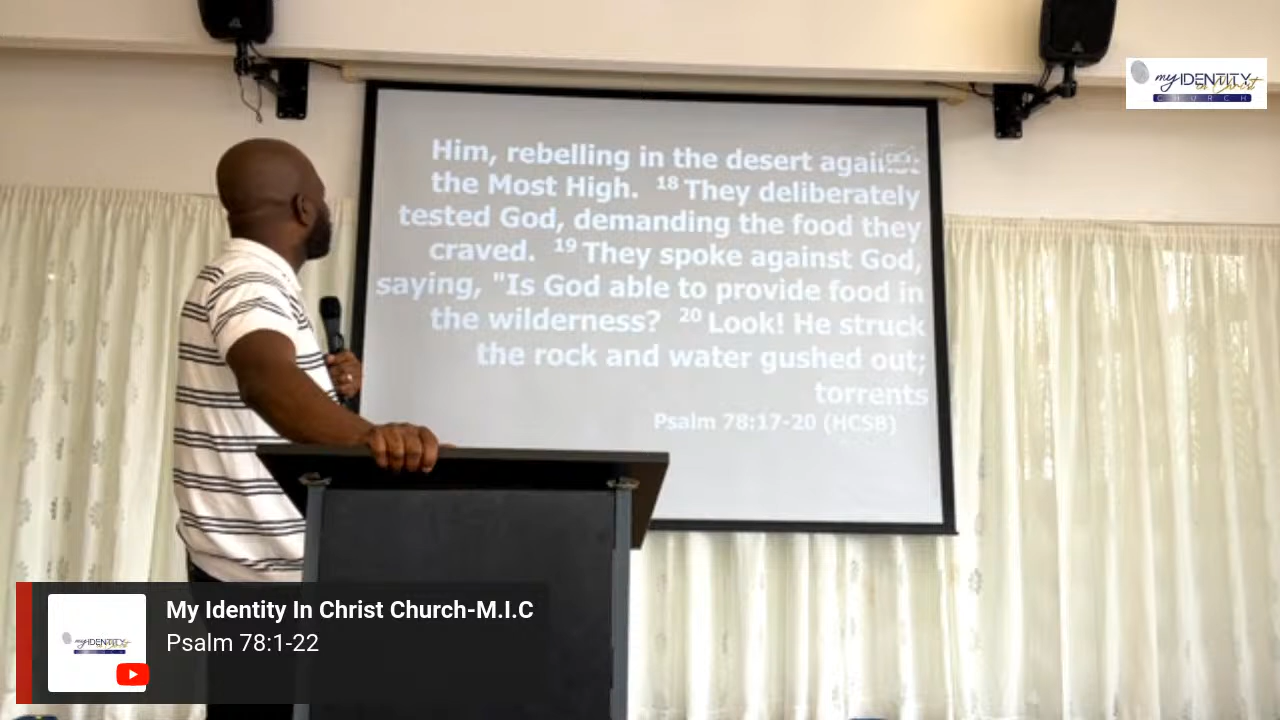 my IDENTITY
in Christ
CHURCH
Him, rebelling in the desert against
the Most High. 18 They deliberately
tested God, demanding the food they
craved. 19 They spoke against God,
saying, "Is God able to provide food in
the wilderness? 20 Look! He struck
the rock and water gushed out;
torrents
Psalm 78:17-20 (HCSB)
My Identity In Christ Church-M.I.C
Psalm 78:1-22
my IDENTITY